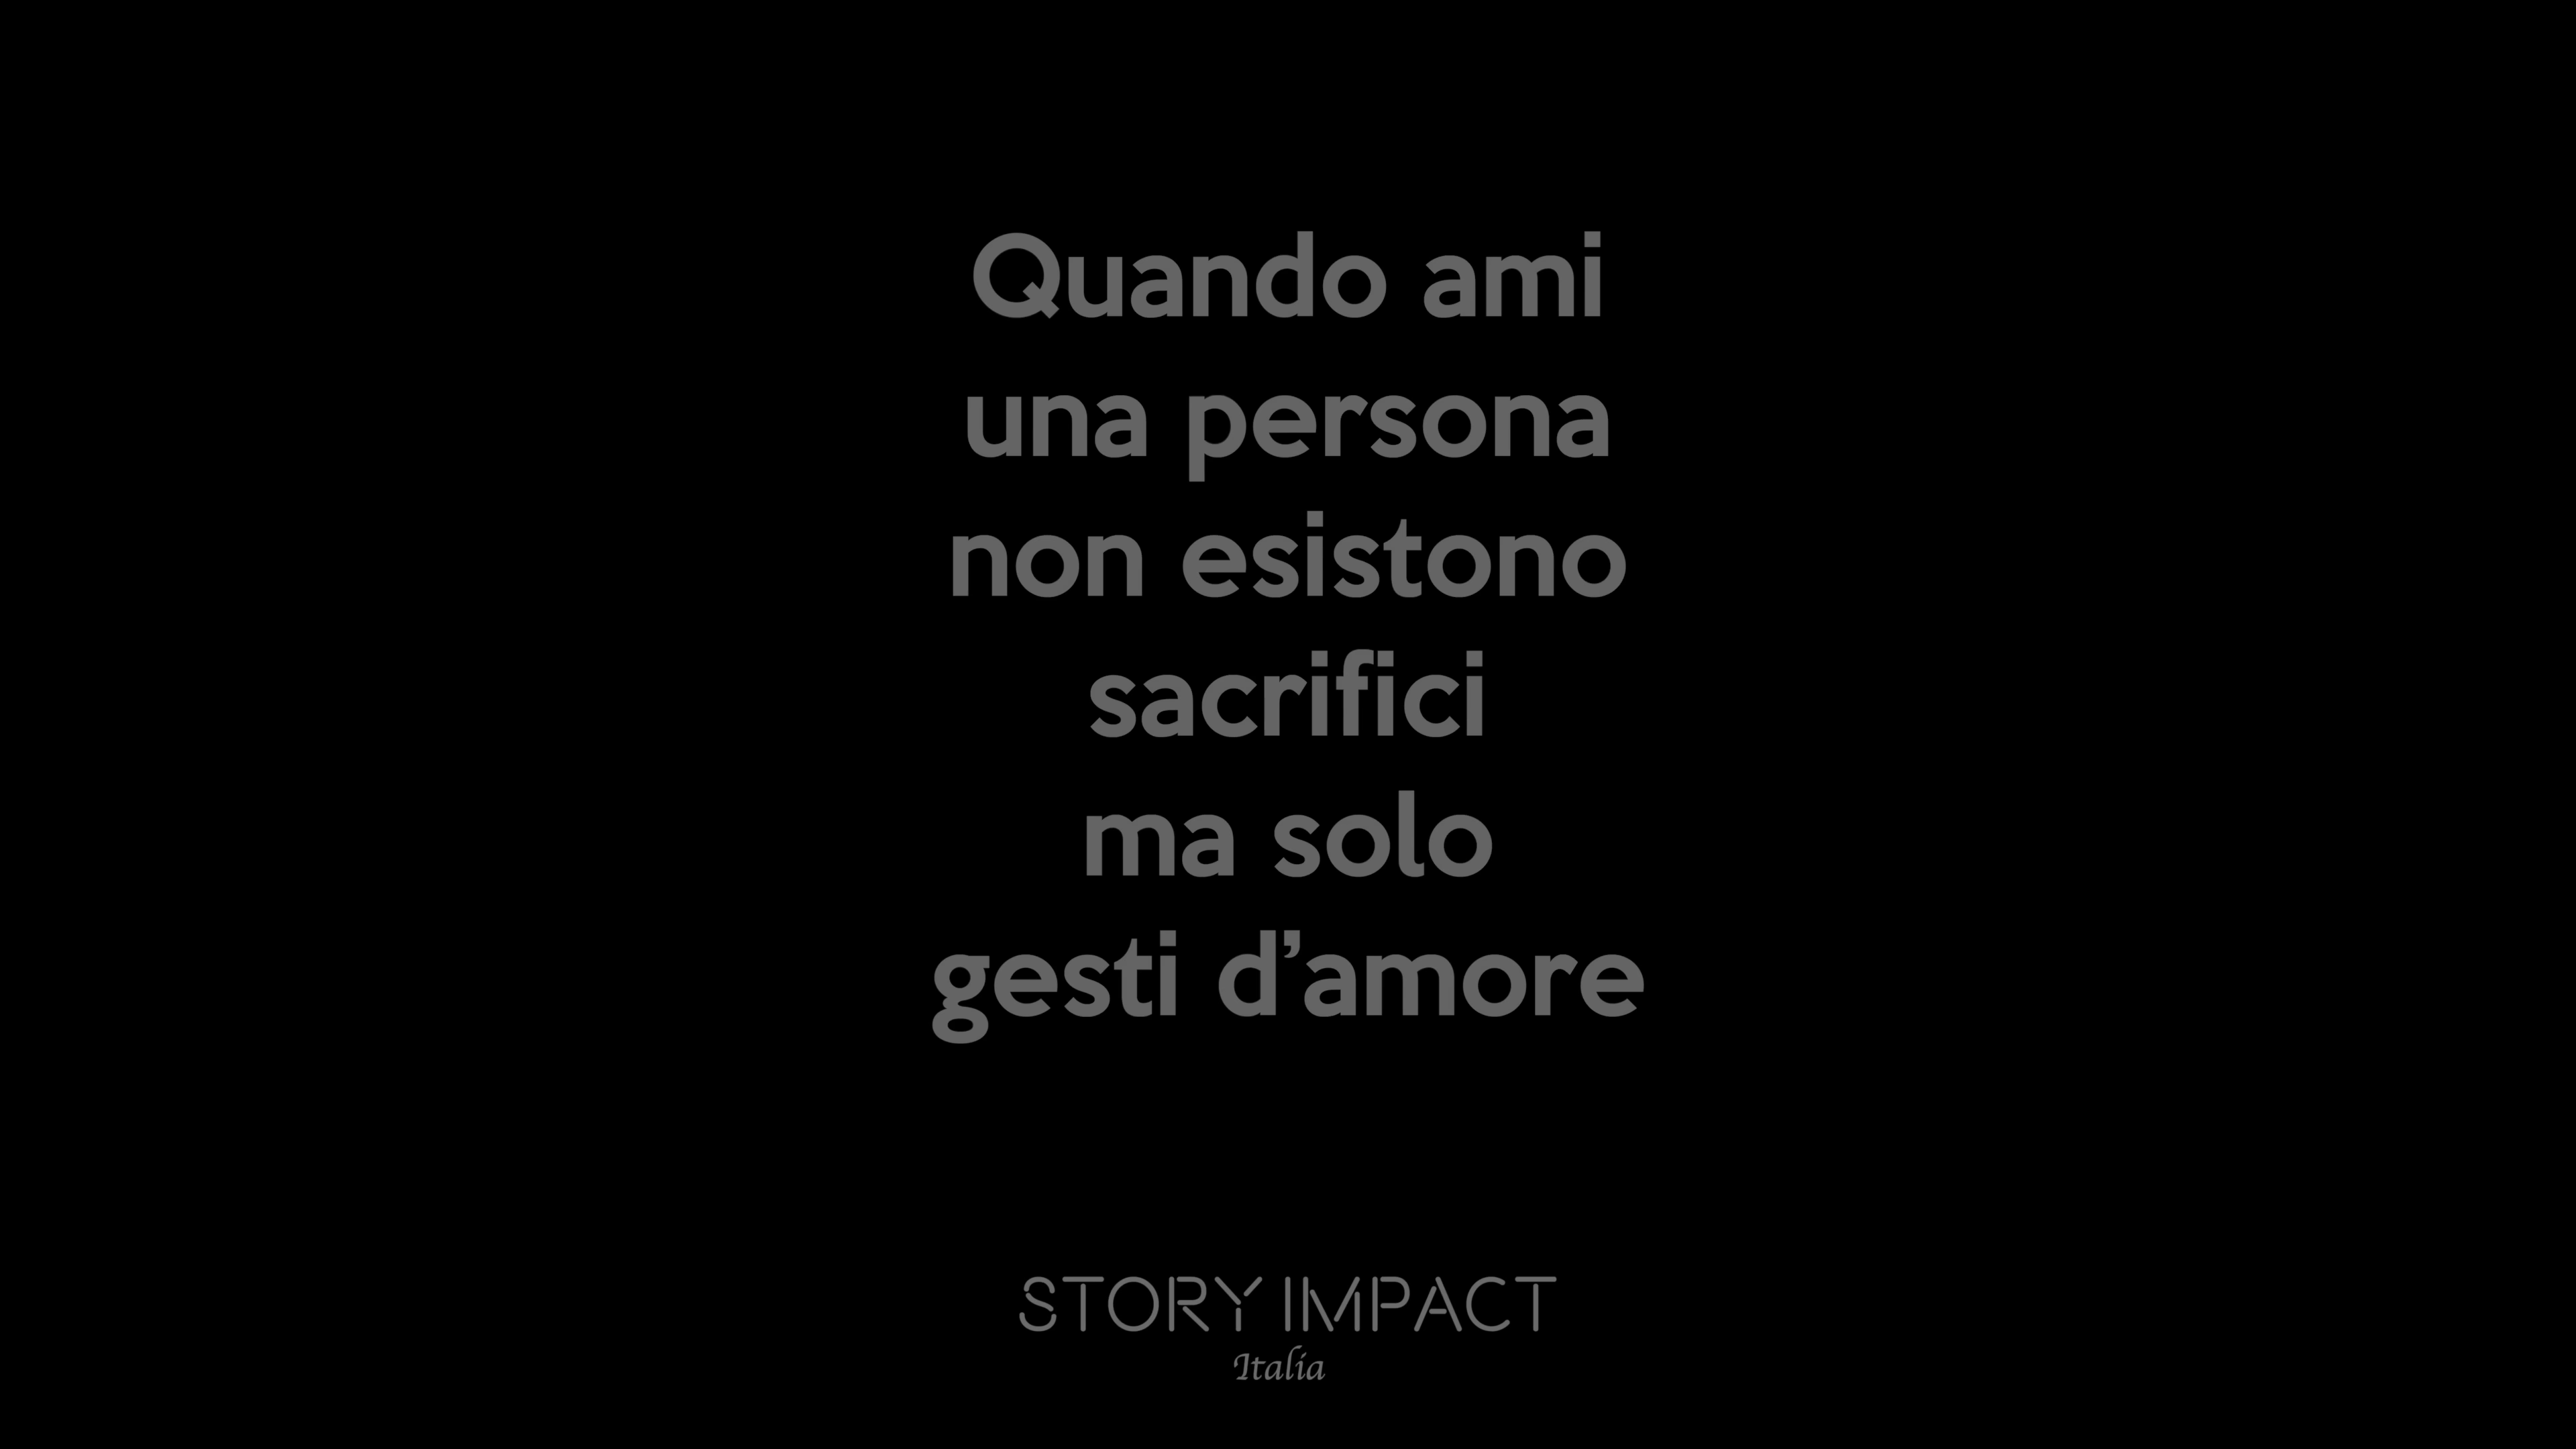 Quando ami
una persona
non esistono
sacrifici
ma solo
gesti d’amore
STORY IMPACT
Italia